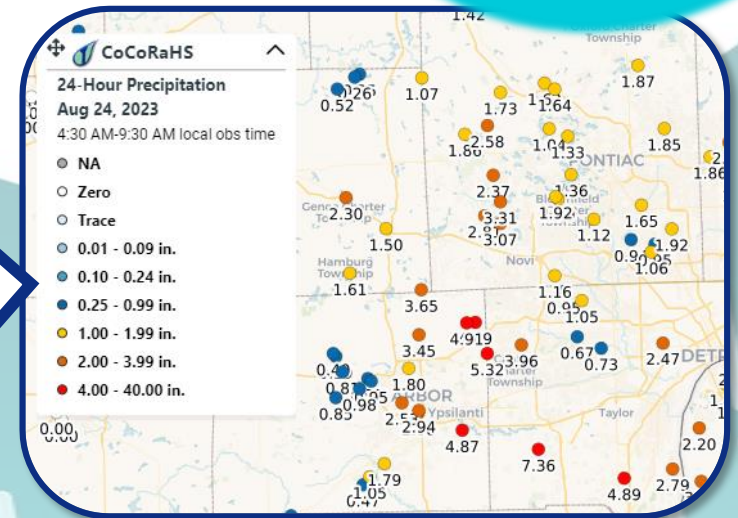 CoCoRaHS
24-Hour Precipitation
Aug 24, 2023
4:30 AM-9:30 AM local obs time
NA
Zero
Trace
0.01 - 0.09 in.
0.10 - 0.24 in.
0.25 - 0.99 in.
1.00 - 1.99 in.
2.00 - 3.99 in.
4.00 - 40.00 in.
1.42
Township
1.87
0.52
1.07
1.73
1.64
2.58
1.85
1.33
PONTIAC
1.86
2.37
1.36
2.30
3.31
1.92
1.65
3.07
1.12
1.92
1.50
Novi
1.06
Hamburg
Township
1.61
1.16
3.65
1.05
3.45
3.96
0.67
0.73
2.47
5.32
Township
1.80
0.98
ARBOR
2.94
Ypsilanti
Taylor
0.00
2.20
4.87
7.36
1.79
1.05
0.47
4.89
2.79